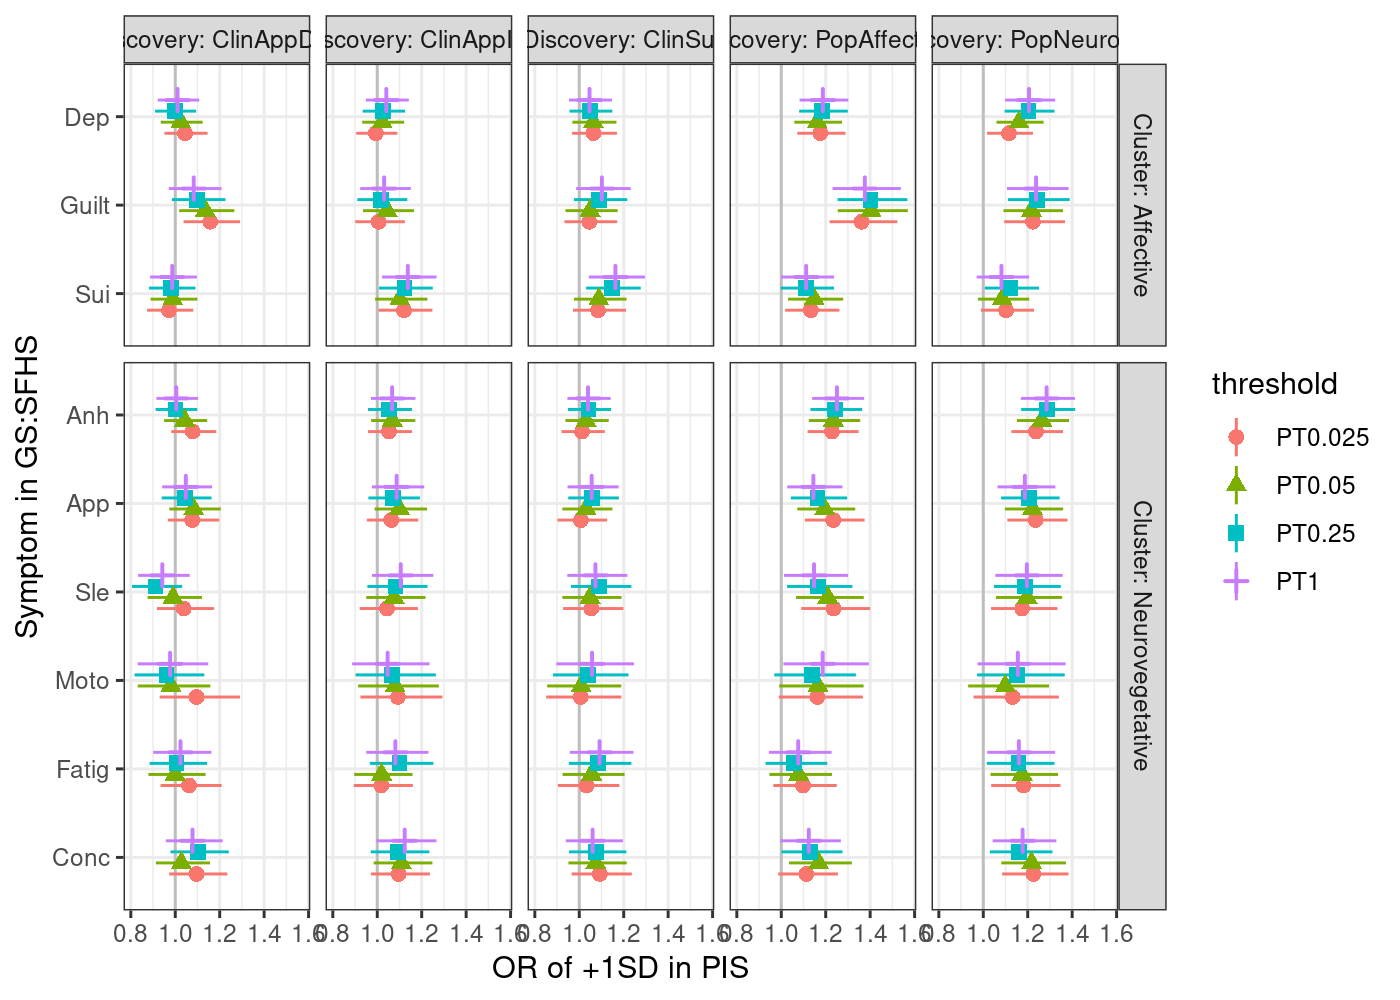 covery: ClinAppD
scovery: ClinAppI
Discovery: ClinSu
covery: PopAffect
covery: PopNeuro
Dep
Guilt
Sui
Cluster: Affective
Anh
App
Sle
Moto
Fatig
Conc
Cluster: Neurovegetative
Symptom in GS:SFHS
0.8 1.0 1.2 1.4 1.6
0.8 1.0 1.2 1.4 1.6
0.8 1.0 1.2 1.4 1.6
0.8 1.0 1.2 1.4 1.6
0.8 1.0 1.2 1.4 1.6
OR of +1SD in PIS
threshold
PT0.025
PT0.05
PT0.25
PT1